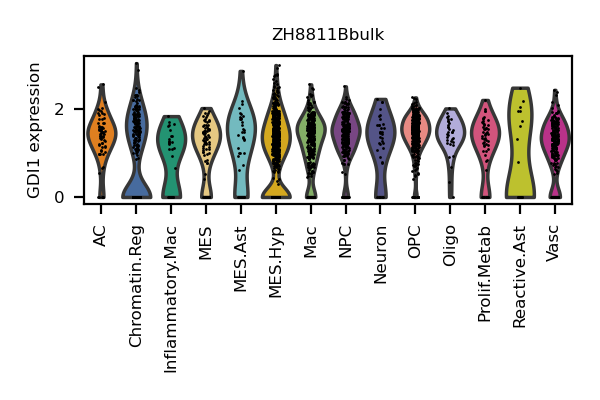 ZH8811Bbulk
GDI1 expression
2
0
AC
Chromatin.Reg
Inflammatory.Mac
MES
MES.Ast
MES.Hyp
Mac
NPC
Neuron
OPC
Oligo
Prolif.Metab
Reactive.Ast
Vasc